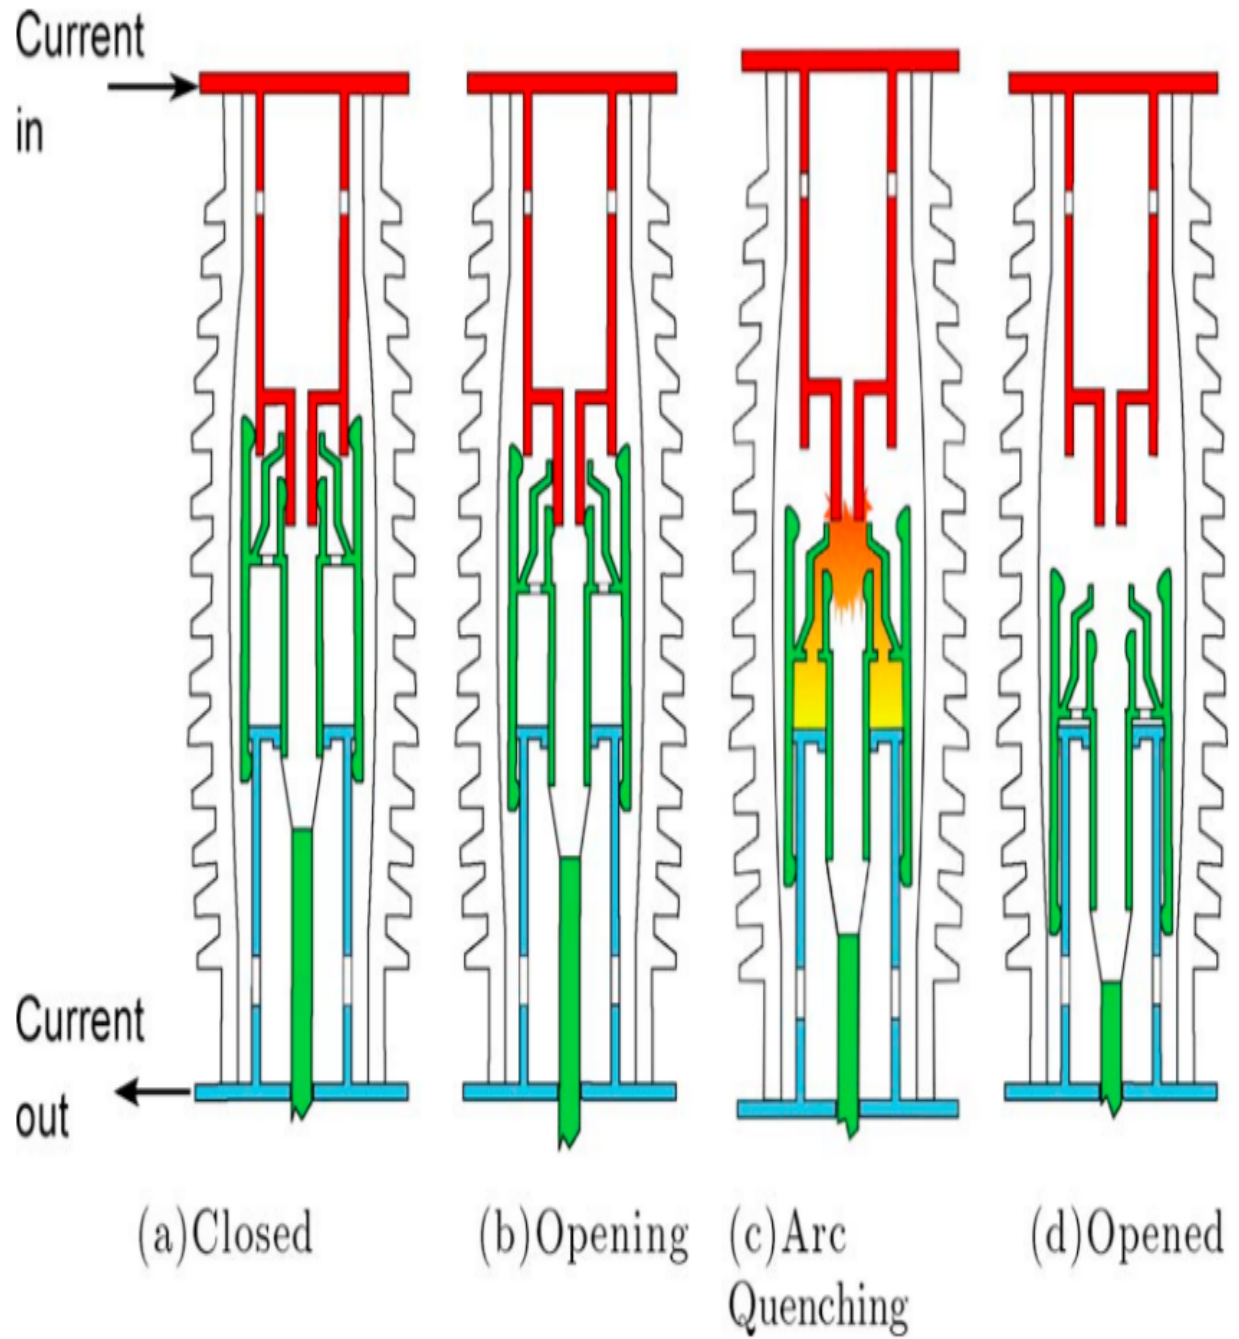 Current
in
Current
out
(a)Closed
(b)Opening
(c)Arc
Quenching
(d)Opened